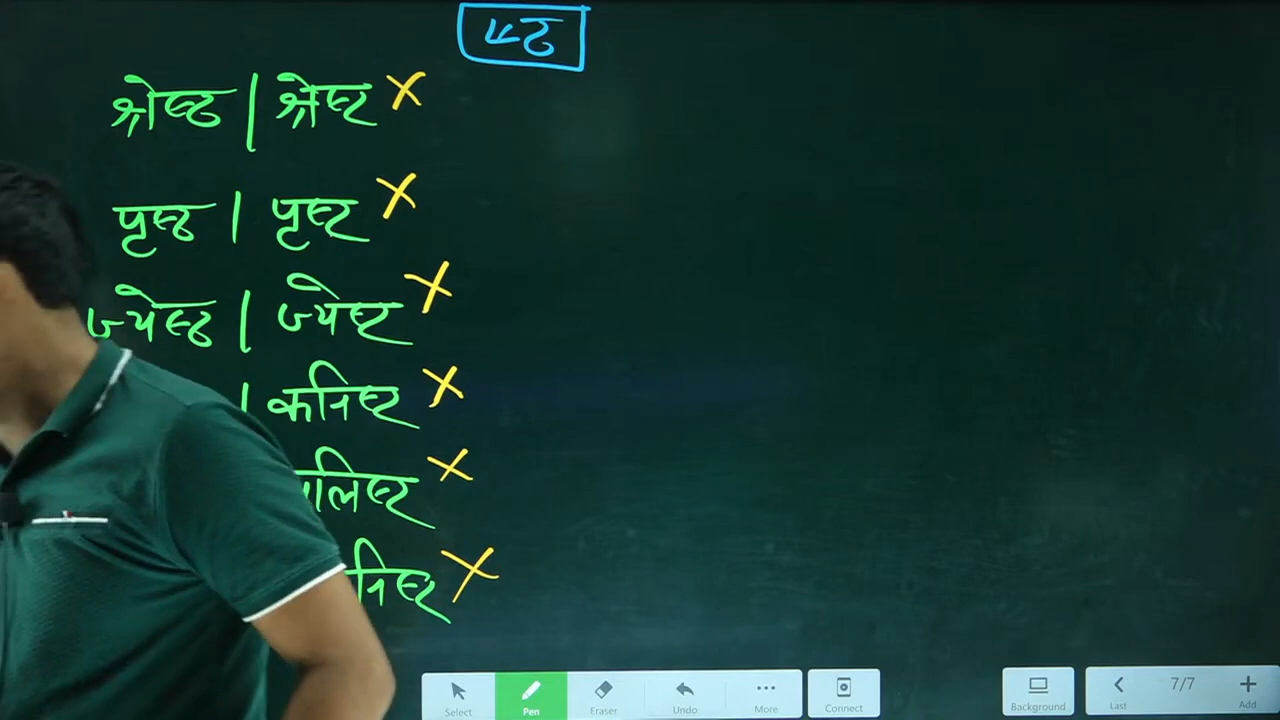 श्रेष्ठ | श्रेष्ट ×
पृष्ठ | पृष्ट ×
ज्येष्ठ | ज्येष्ट ×
| कनिष्ट ×
लिष्ट ×
निष्ट ×
Select Pen Eraser Undo More Connect Background Last 7/7 Add